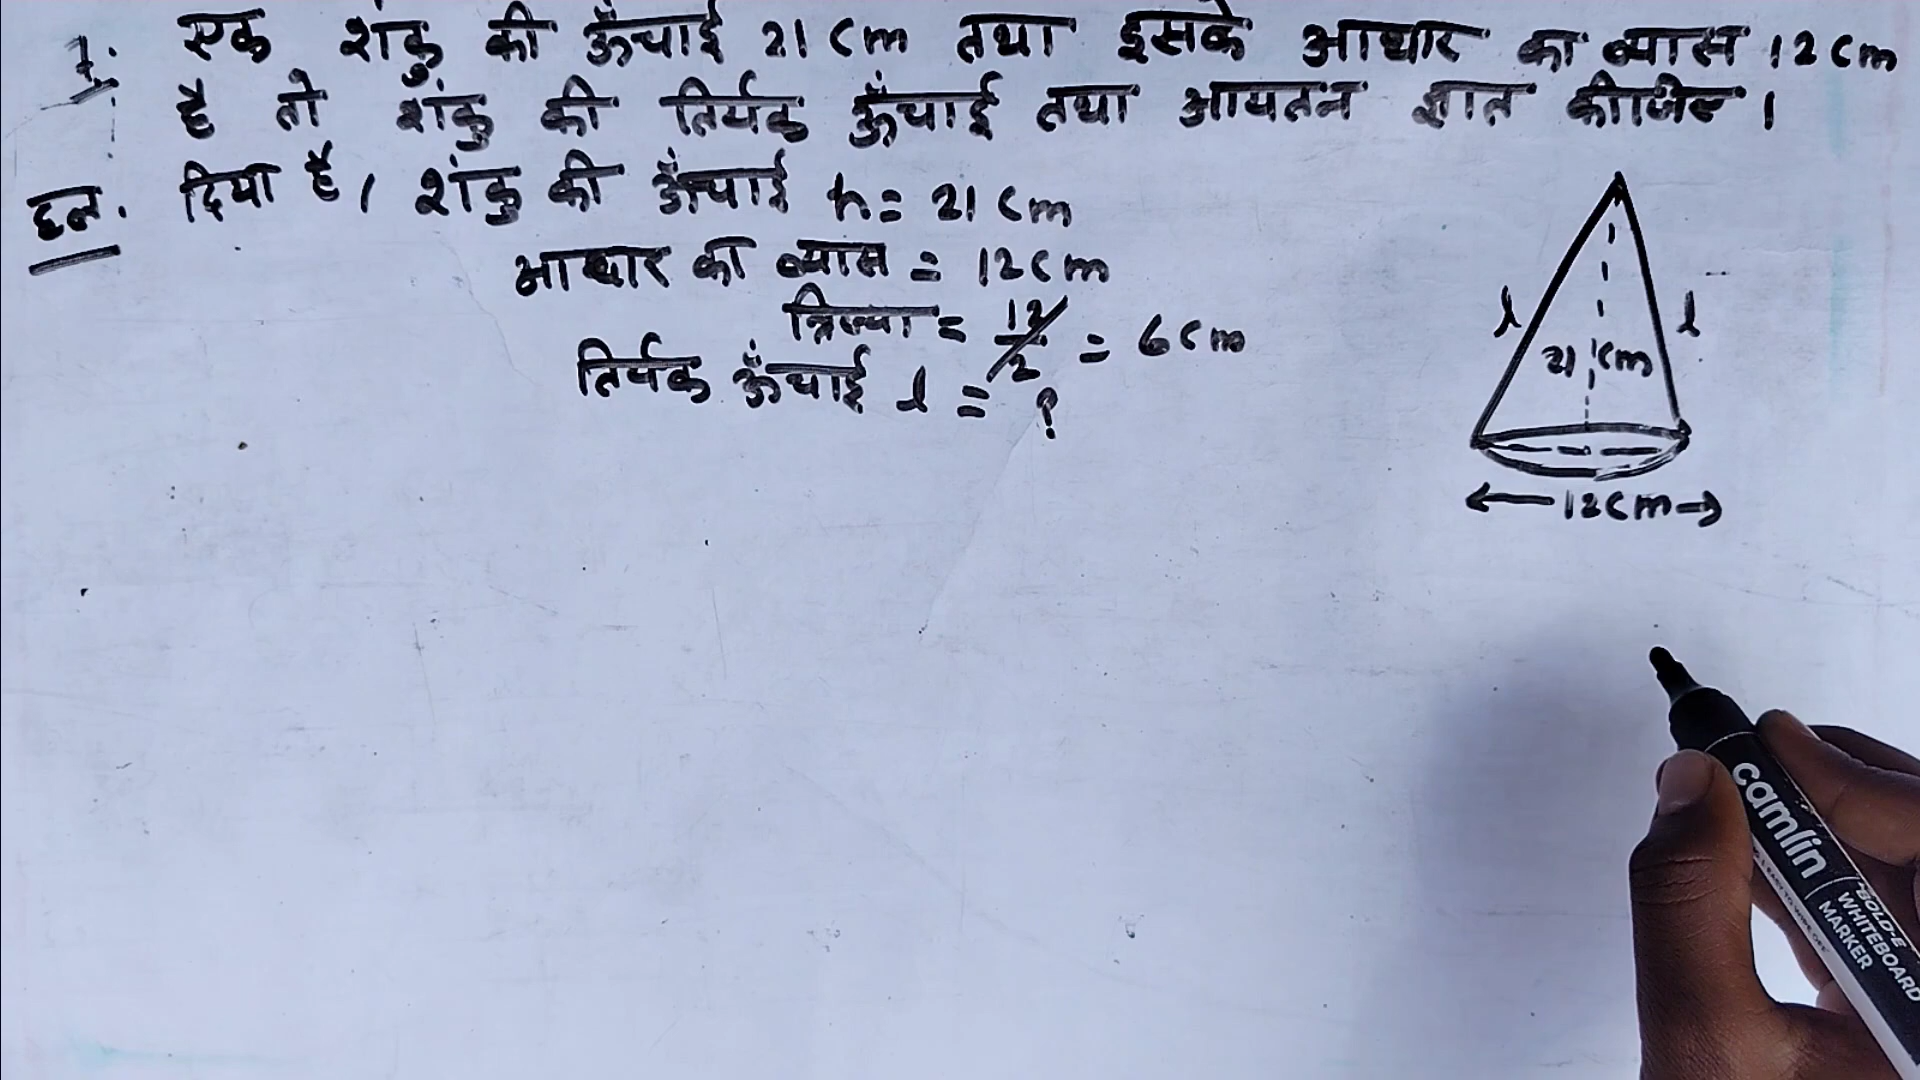 1. एक शंकु की ऊँचाई 21 cm तथा इसके आधार का व्यास 12 cm
है तो शंकु की तिर्यक ऊँचाई तथा आयतन ज्ञात कीजिए।
हल. दिया है, शंकु की ऊँचाई h = 21 cm
आधार का व्यास = 12 cm
त्रिज्या = 12/2 = 6 cm
तिर्यक ऊँचाई l = ?
l
l
21 cm
12 cm
camlin
BOLD-E
WHITEBOARD
MARKER